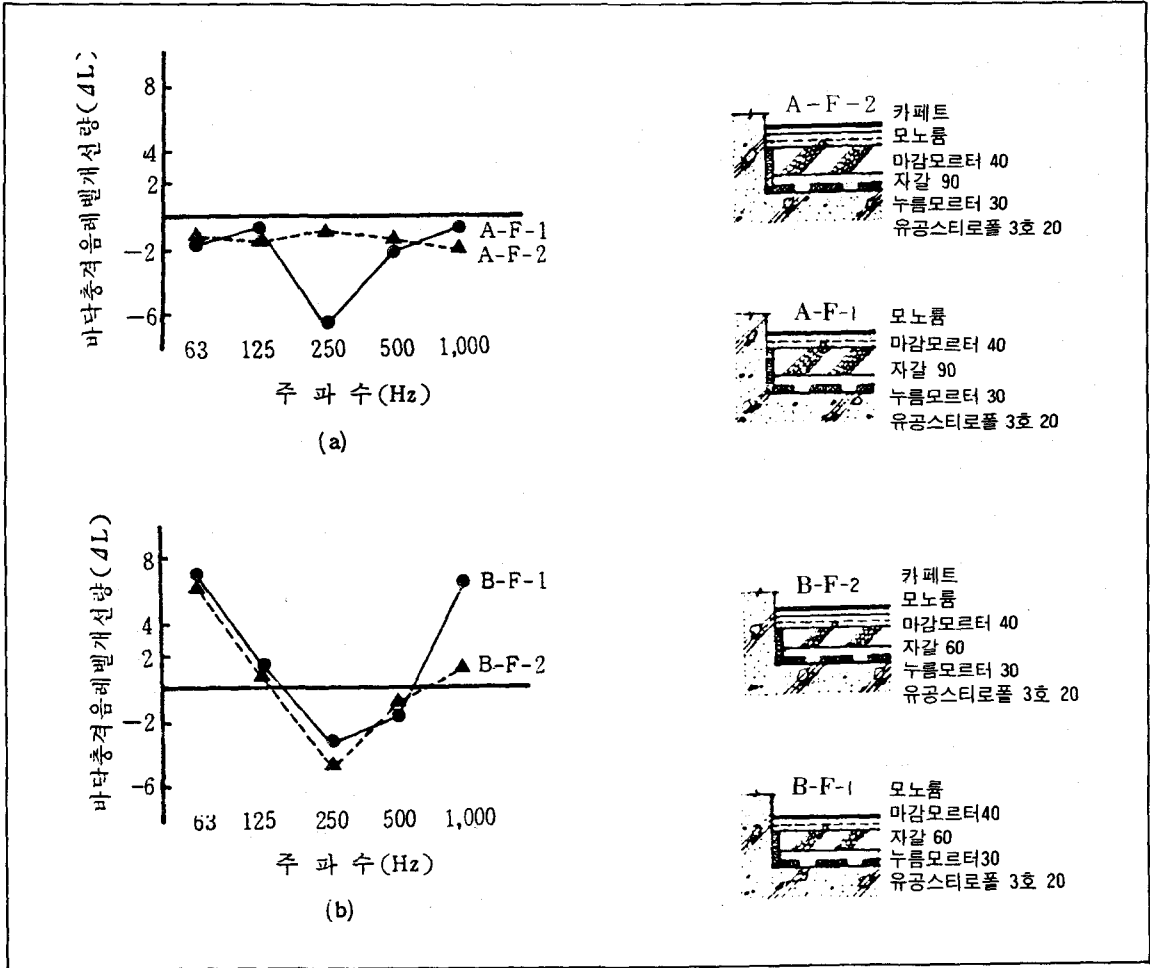 바닥충격음레벨개선량(ΔL)
8
4
2
−2
−6
63 125 250 500 1,000
주 파 수(Hz)
(a)
A-F-1
A-F-2
A-F-2
카페트
모노륨
마감모르터 40
자갈 90
누름모르터 30
유공스티로폴 3호 20
A-F-1
모노륨
마감모르터 40
자갈 90
누름모르터 30
유공스티로폴 3호 20
바닥충격음레벨개선량(ΔL)
8
4
2
−2
−6
63 125 250 500 1,000
주 파 수(Hz)
(b)
B-F-1
B-F-2
B-F-2
카페트
모노륨
마감모르터 40
자갈 60
누름모르터 30
유공스티로폴 3호 20
B-F-1
모노륨
마감모르터40
자갈 60
누름모르터30
유공스티로폴 3호 20